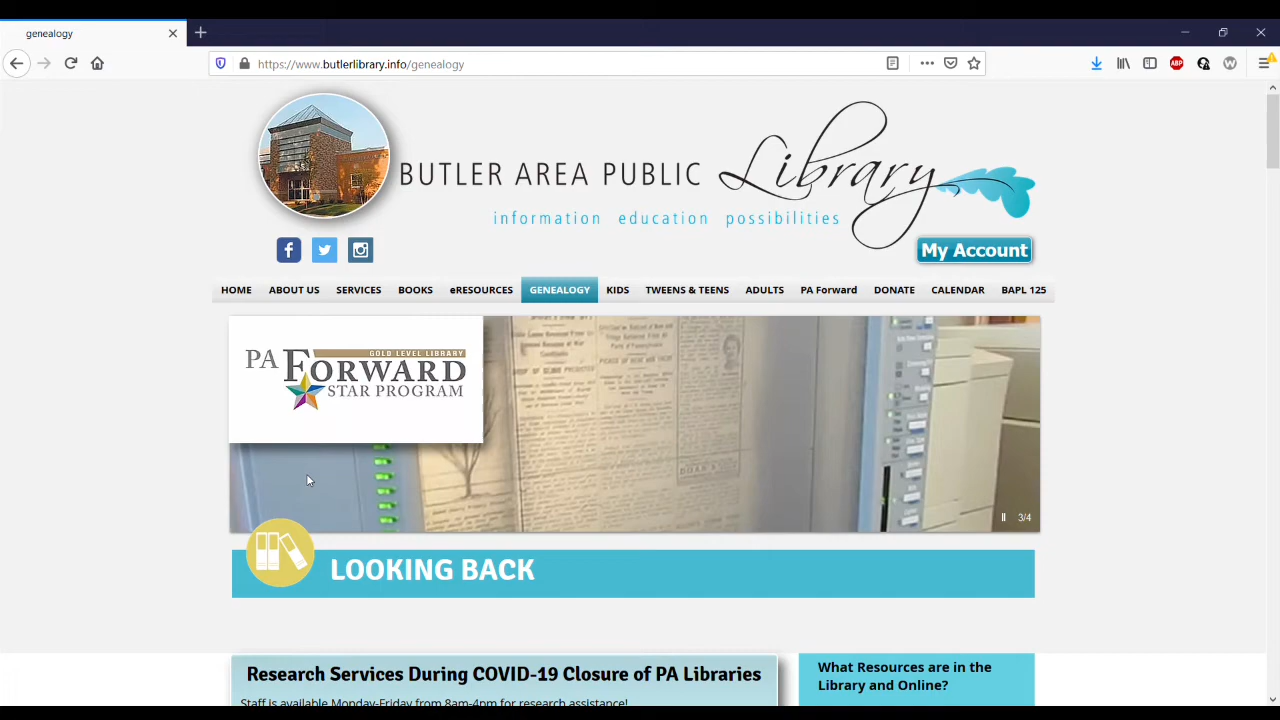 genealogy
https://www.butlerlibrary.info/genealogy
ABP
BUTLER AREA PUBLIC Library
information education possibilities
My Account
HOME ABOUT US SERVICES BOOKS eRESOURCES GENEALOGY KIDS TWEENS & TEENS ADULTS PA Forward DONATE CALENDAR BAPL 125
GOLD LEVEL LIBRARY
PA FORWARD
STAR PROGRAM
3/4
LOOKING BACK
Research Services During COVID-19 Closure of PA Libraries
Staff is available Monday-Friday from 8am-4pm for research assistance!
What Resources are in the
Library and Online?